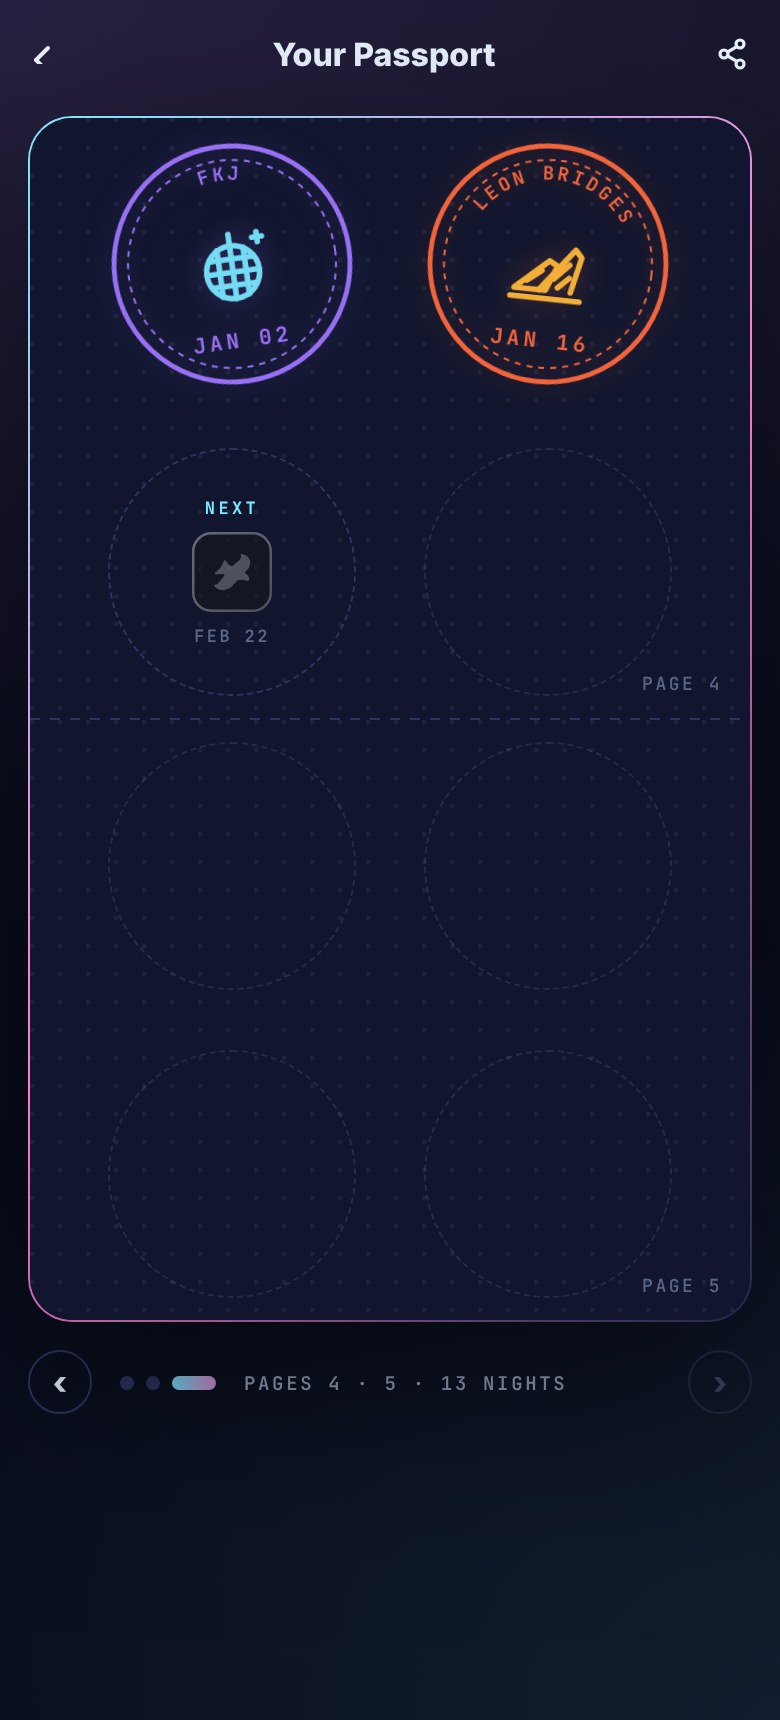 Your Passport
FKJ
JAN 02
LEON BRIDGES
JAN 16
NEXT
FEB 22
PAGE 4
PAGE 5
PAGES 4 · 5 · 13 NIGHTS